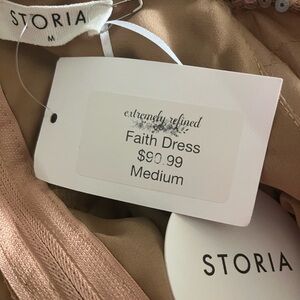 STORIA
M
extremely refined
Faith Dress
$90.99
Medium
STORIA